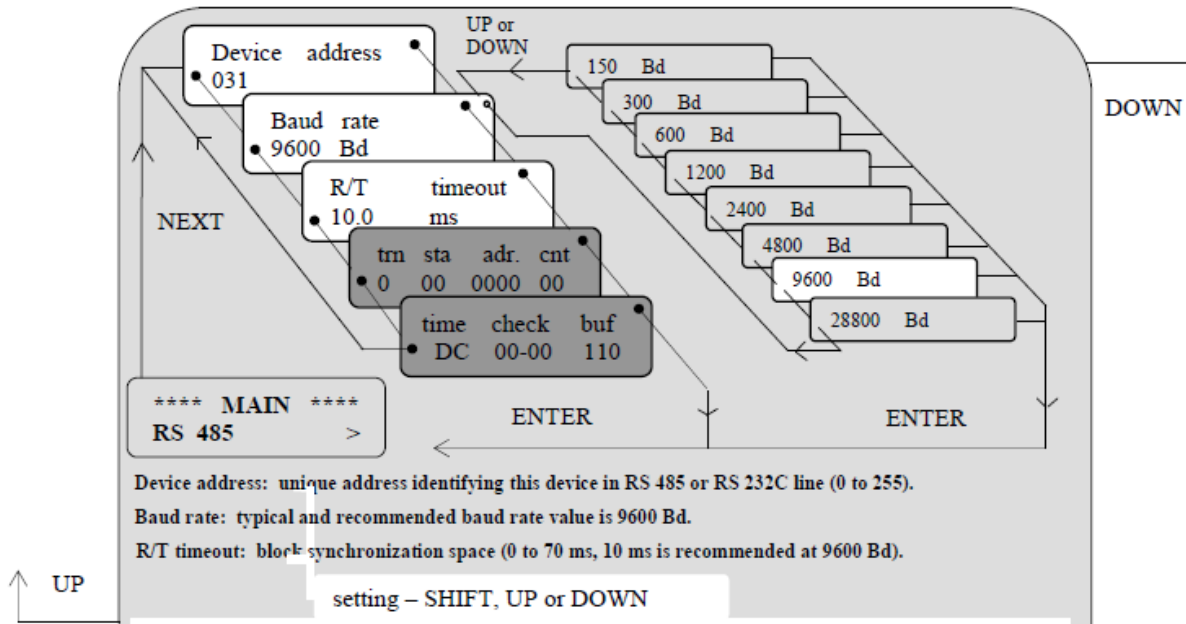 Device address
031
Baud rate
9600 Bd
R/T timeout
10.0 ms
trn sta adr. cnt
0 00 0000 00
time check buf
DC 00-00 110
UP or
DOWN
150 Bd
300 Bd
600 Bd
1200 Bd
2400 Bd
4800 Bd
9600 Bd
28800 Bd
DOWN
NEXT
**** MAIN ****
RS 485 >
ENTER
ENTER
Device address: unique address identifying this device in RS 485 or RS 232C line (0 to 255).
Baud rate: typical and recommended baud rate value is 9600 Bd.
R/T timeout: block synchronization space (0 to 70 ms, 10 ms is recommended at 9600 Bd).
UP
setting – SHIFT, UP or DOWN